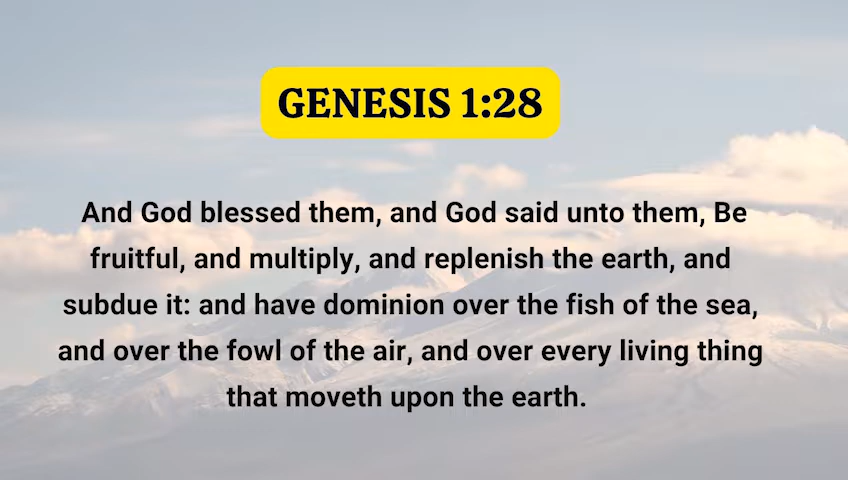 GENESIS 1:28
And God blessed them, and God said unto them, Be
fruitful, and multiply, and replenish the earth, and
subdue it: and have dominion over the fish of the sea,
and over the fowl of the air, and over every living thing
that moveth upon the earth.